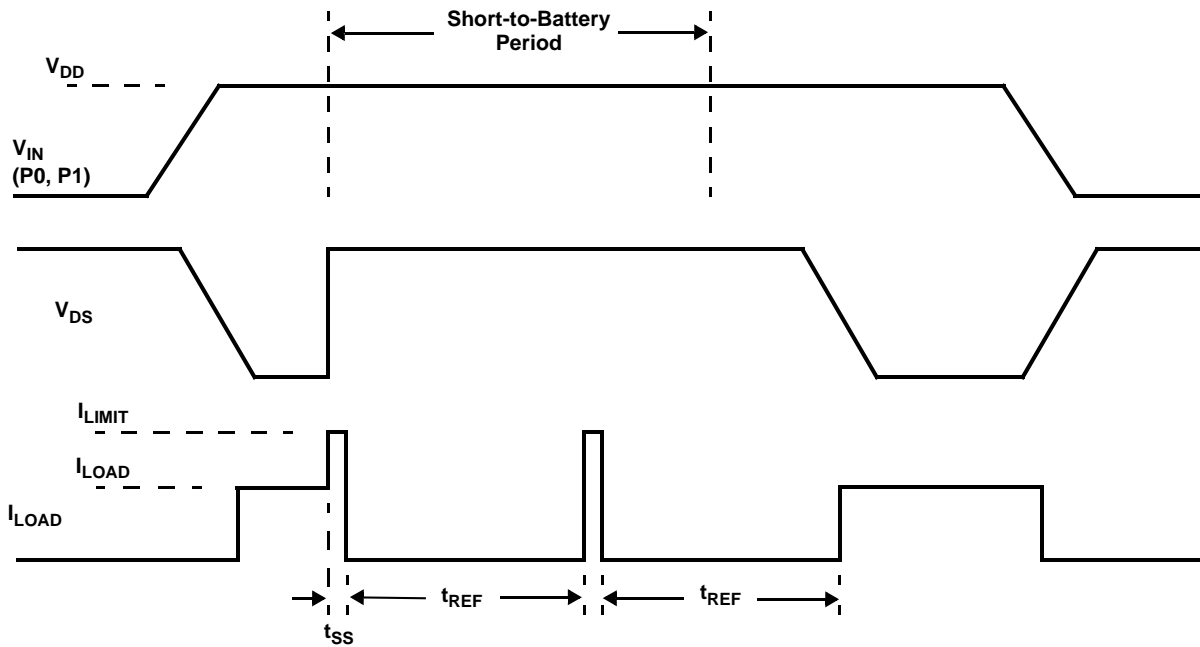 Short-to-Battery
Period
VDD
VIN
(P0, P1)
VDS
ILIMIT
ILOAD
ILOAD
tREF
tREF
tSS